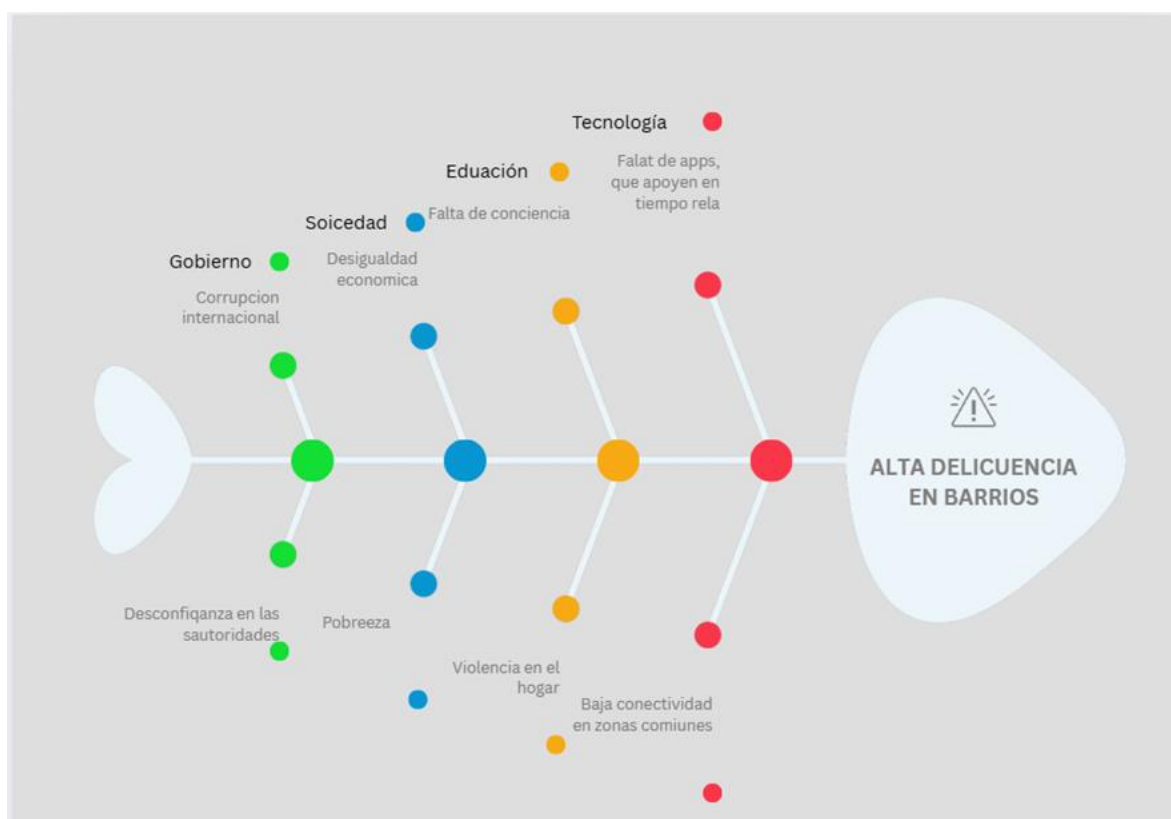 Tecnología
Falat de apps,
que apoyen en
tiempo rela
Eduación
Falta de conciencia
Soicedad
Desigualdad
economica
Gobierno
Corrupcion
internacional
ALTA DELICUENCIA
EN BARRIOS
Desconfiqanza en las
sautoridades
Pobreeza
Violencia en el
hogar
Baja conectividad
en zonas comiunes